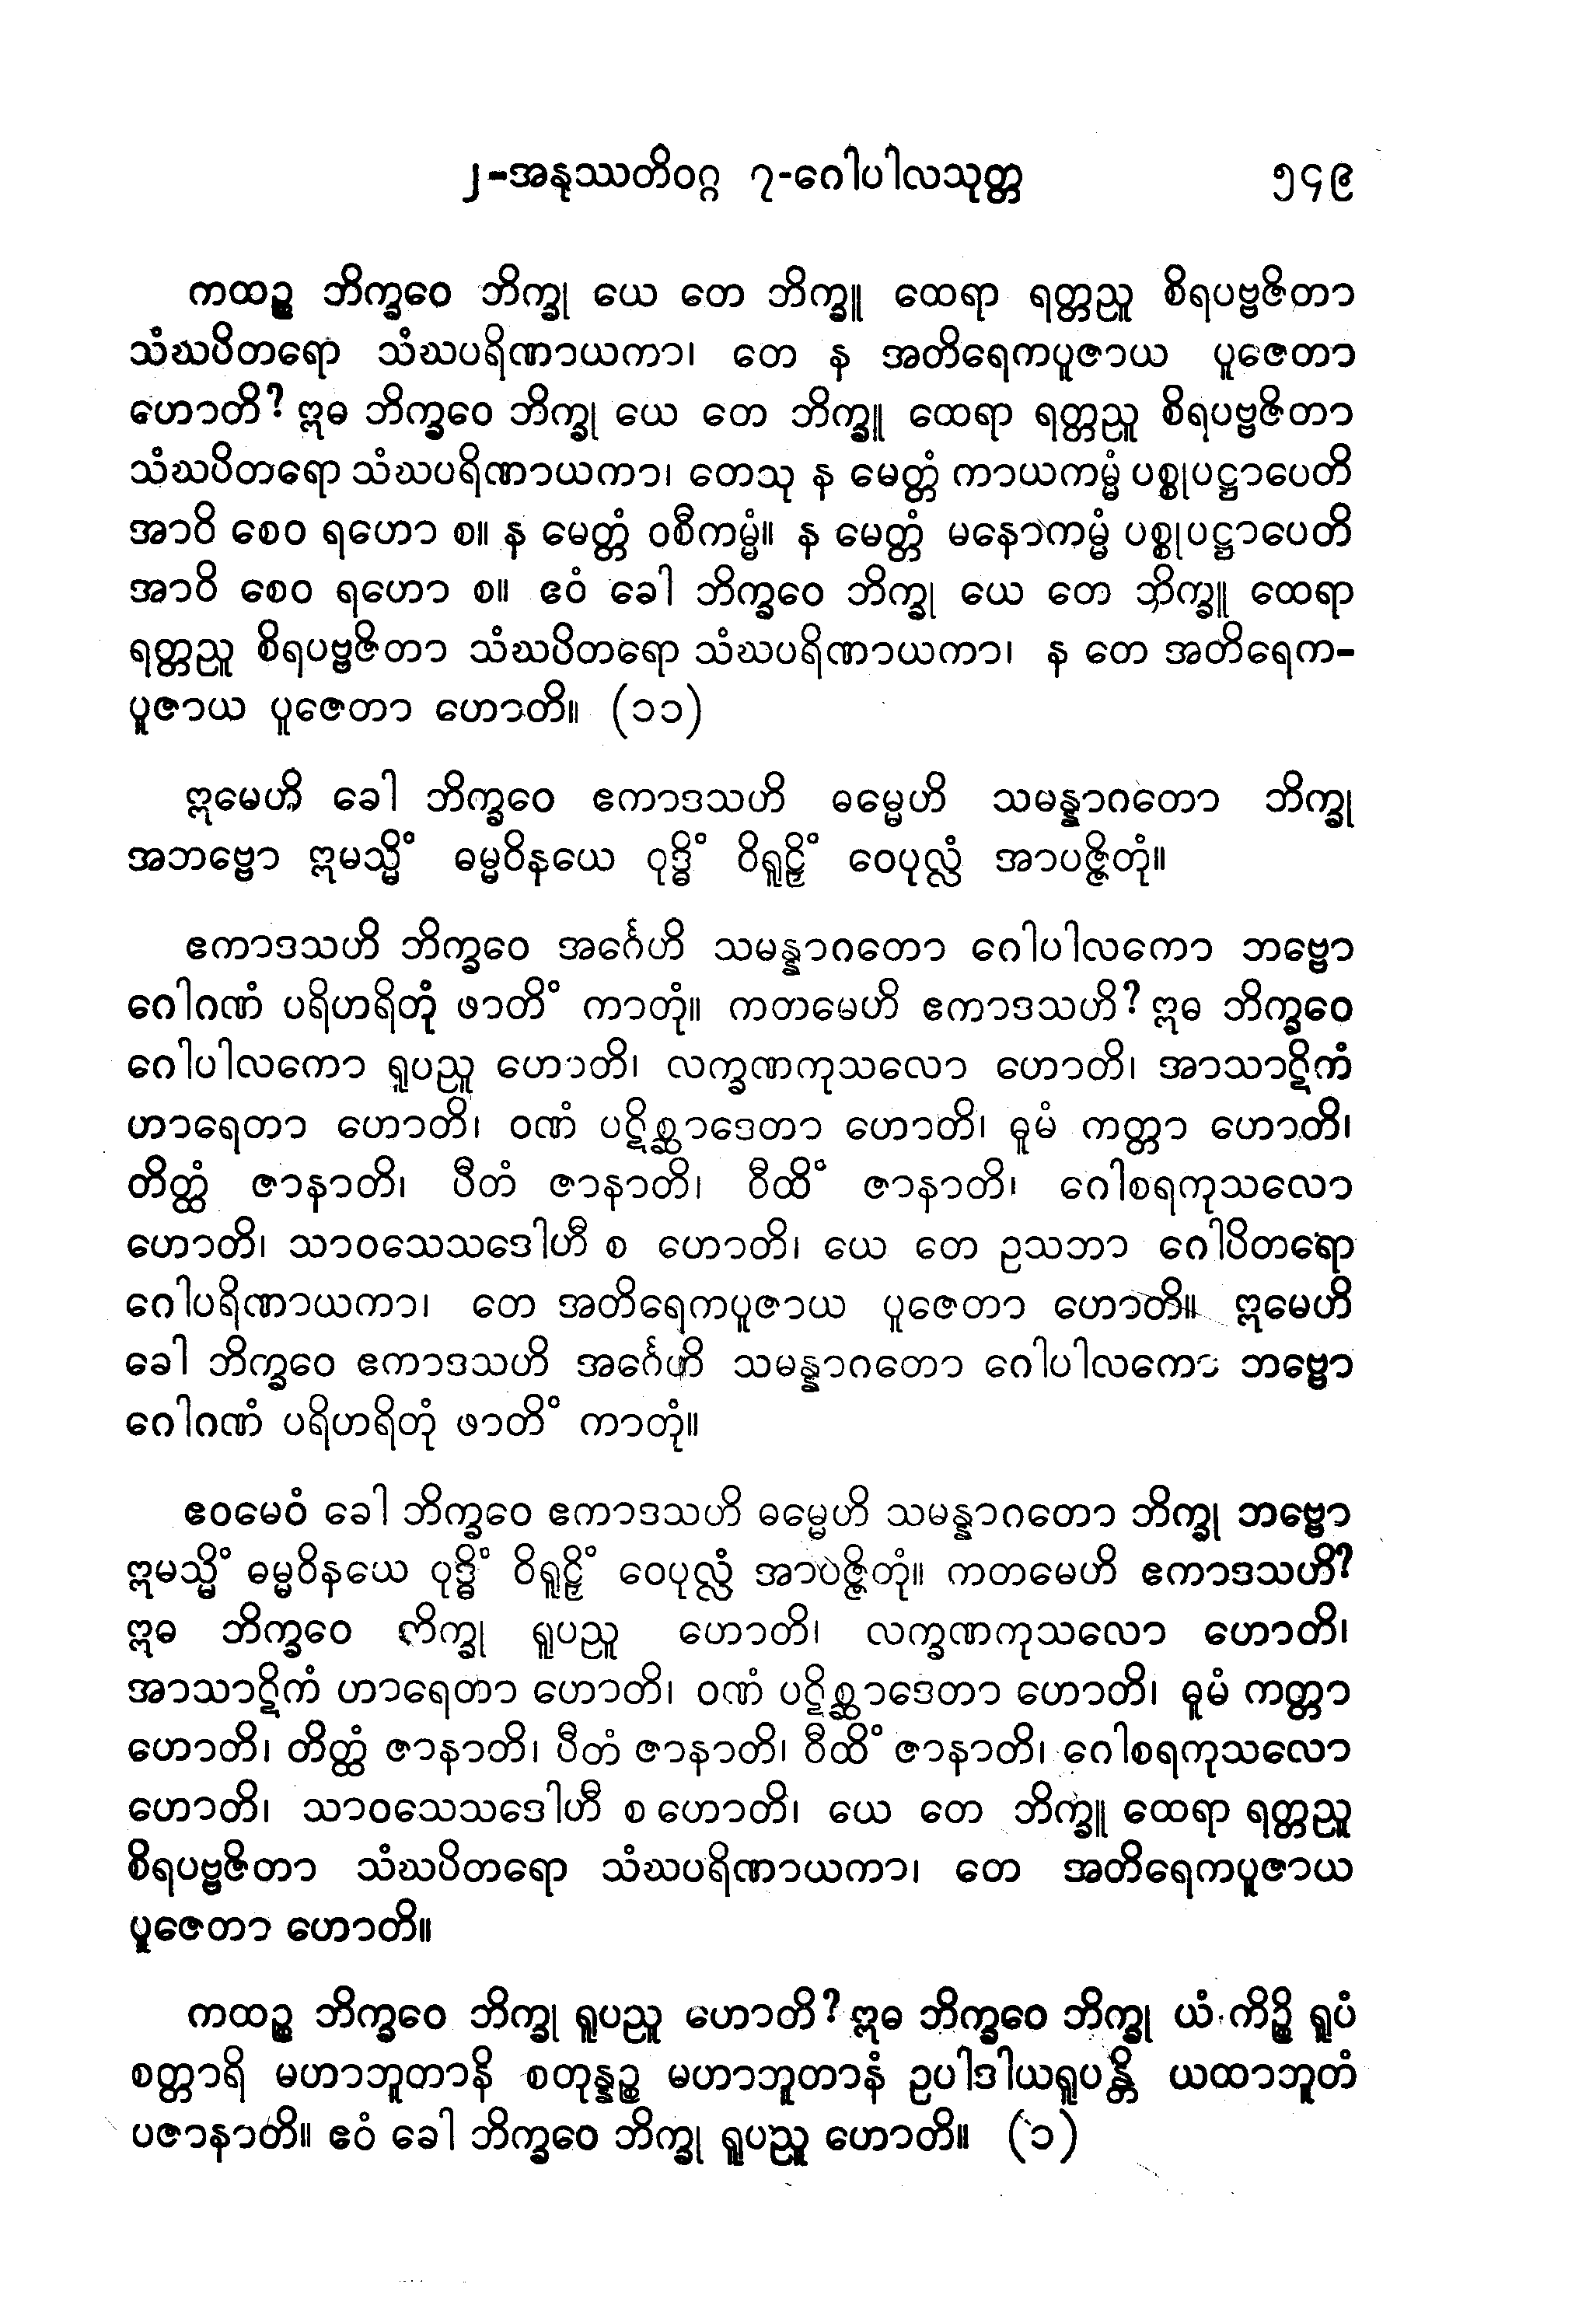 ၂-အနုဿတိဝဂ္ဂ ၇-ဂေါပါလသုတ္တ ၅၄၉
ကထဉ္စ ဘိက္ခဝေ ဘိက္ခု ယေ တေ ဘိက္ခူ ထေရာ ရတ္တညူ စိရပဗ္ဗဇိတာ
သံဃပိတရော သံဃပရိဏာယကာ၊ တေ န အတိရေကပူဇာယ ပူဇေတာ
ဟောတိ? ဣဓ ဘိက္ခဝေ ဘိက္ခု ယေ တေ ဘိက္ခူ ထေရာ ရတ္တညူ စိရပဗ္ဗဇိတာ
သံဃပိတရော သံဃပရိဏာယကာ၊ တေသု န မေတ္တံ ကာယကမ္မံ ပစ္စုပဋ္ဌာပေတိ
အာဝိ စေဝ ရဟော စ။ န မေတ္တံ ဝစီကမ္မံ။ န မေတ္တံ မနောကမ္မံ ပစ္စုပဋ္ဌာပေတိ
အာဝိ စေဝ ရဟော စ။ ဧဝံ ခေါ ဘိက္ခဝေ ဘိက္ခု ယေ တေ ဘိက္ခူ ထေရာ
ရတ္တညူ စိရပဗ္ဗဇိတာ သံဃပိတရော သံဃပရိဏာယကာ၊ န တေ အတိရေက-
ပူဇာယ ပူဇေတာ ဟောတိ။ (၁၁)
ဣမေဟိ ခေါ ဘိက္ခဝေ ဧကာဒသဟိ ဓမ္မေဟိ သမန္နာဂတော ဘိက္ခု
အဘဗ္ဗော ဣမသ္မိံ ဓမ္မဝိနယေ ဝုဒ္ဓိံ ဝိရူဠှိံ ဝေပုလ္လံ အာပဇ္ဇိတုံ။
ဧကာဒသဟိ ဘိက္ခဝေ အင်္ဂေဟိ သမန္နာဂတော ဂေါပါလကော ဘဗ္ဗော
ဂေါဂဏံ ပရိဟရိတုံ ဖာတိံ ကာတုံ။ ကတမေဟိ ဧကာဒသဟိ? ဣဓ ဘိက္ခဝေ
ဂေါပါလကော ရူပညူ ဟောတိ၊ လက္ခဏကုသလော ဟောတိ၊ အာသာဋိကံ
ဟာရေတာ ဟောတိ၊ ဝဏံ ပဋိစ္ဆာဒေတာ ဟောတိ၊ ဓူမံ ကတ္တာ ဟောတိ၊
တိတ္ထံ ဇာနာတိ၊ ပီတံ ဇာနာတိ၊ ဝီထိံ ဇာနာတိ၊ ဂေါစရကုသလော
ဟောတိ၊ သာဝသေသဒေါဟီ စ ဟောတိ၊ ယေ တေ ဥသဘာ ဂေါပိတရော
ဂေါပရိဏာယကာ၊ တေ အတိရေကပူဇာယ ပူဇေတာ ဟောတိ။ ဣမေဟိ
ခေါ ဘိက္ခဝေ ဧကာဒသဟိ အင်္ဂေဟိ သမန္နာဂတော ဂေါပါလကော ဘဗ္ဗော
ဂေါဂဏံ ပရိဟရိတုံ ဖာတိံ ကာတုံ။
ဧဝမေဝံ ခေါ ဘိက္ခဝေ ဧကာဒသဟိ ဓမ္မေဟိ သမန္နာဂတော ဘိက္ခု ဘဗ္ဗော
ဣမသ္မိံ ဓမ္မဝိနယေ ဝုဒ္ဓိံ ဝိရူဠှိံ ဝေပုလ္လံ အာပဇ္ဇိတုံ။ ကတမေဟိ ဧကာဒသဟိ?
ဣဓ ဘိက္ခဝေ ဘိက္ခု ရူပညူ ဟောတိ၊ လက္ခဏကုသလော ဟောတိ၊
အာသာဋိကံ ဟာရေတာ ဟောတိ၊ ဝဏံ ပဋိစ္ဆာဒေတာ ဟောတိ၊ ဓူမံ ကတ္တာ
ဟောတိ၊ တိတ္ထံ ဇာနာတိ၊ ပီတံ ဇာနာတိ၊ ဝီထိံ ဇာနာတိ၊ ဂေါစရကုသလော
ဟောတိ၊ သာဝသေသဒေါဟီ စ ဟောတိ၊ ယေ တေ ဘိက္ခူ ထေရာ ရတ္တညူ
စိရပဗ္ဗဇိတာ သံဃပိတရော သံဃပရိဏာယကာ၊ တေ အတိရေကပူဇာယ
ပူဇေတာ ဟောတိ။
ကထဉ္စ ဘိက္ခဝေ ဘိက္ခု ရူပညူ ဟောတိ? ဣဓ ဘိက္ခဝေ ဘိက္ခု ယံ ကိဉ္စိ ရူပံ
စတ္တာရိ မဟာဘူတာနိ စတုန္နဉ္စ မဟာဘူတာနံ ဥပါဒါယရူပန္တိ ယထာဘူတံ
ပဇာနာတိ။ ဧဝံ ခေါ ဘိက္ခဝေ ဘိက္ခု ရူပညူ ဟောတိ။ (၁)